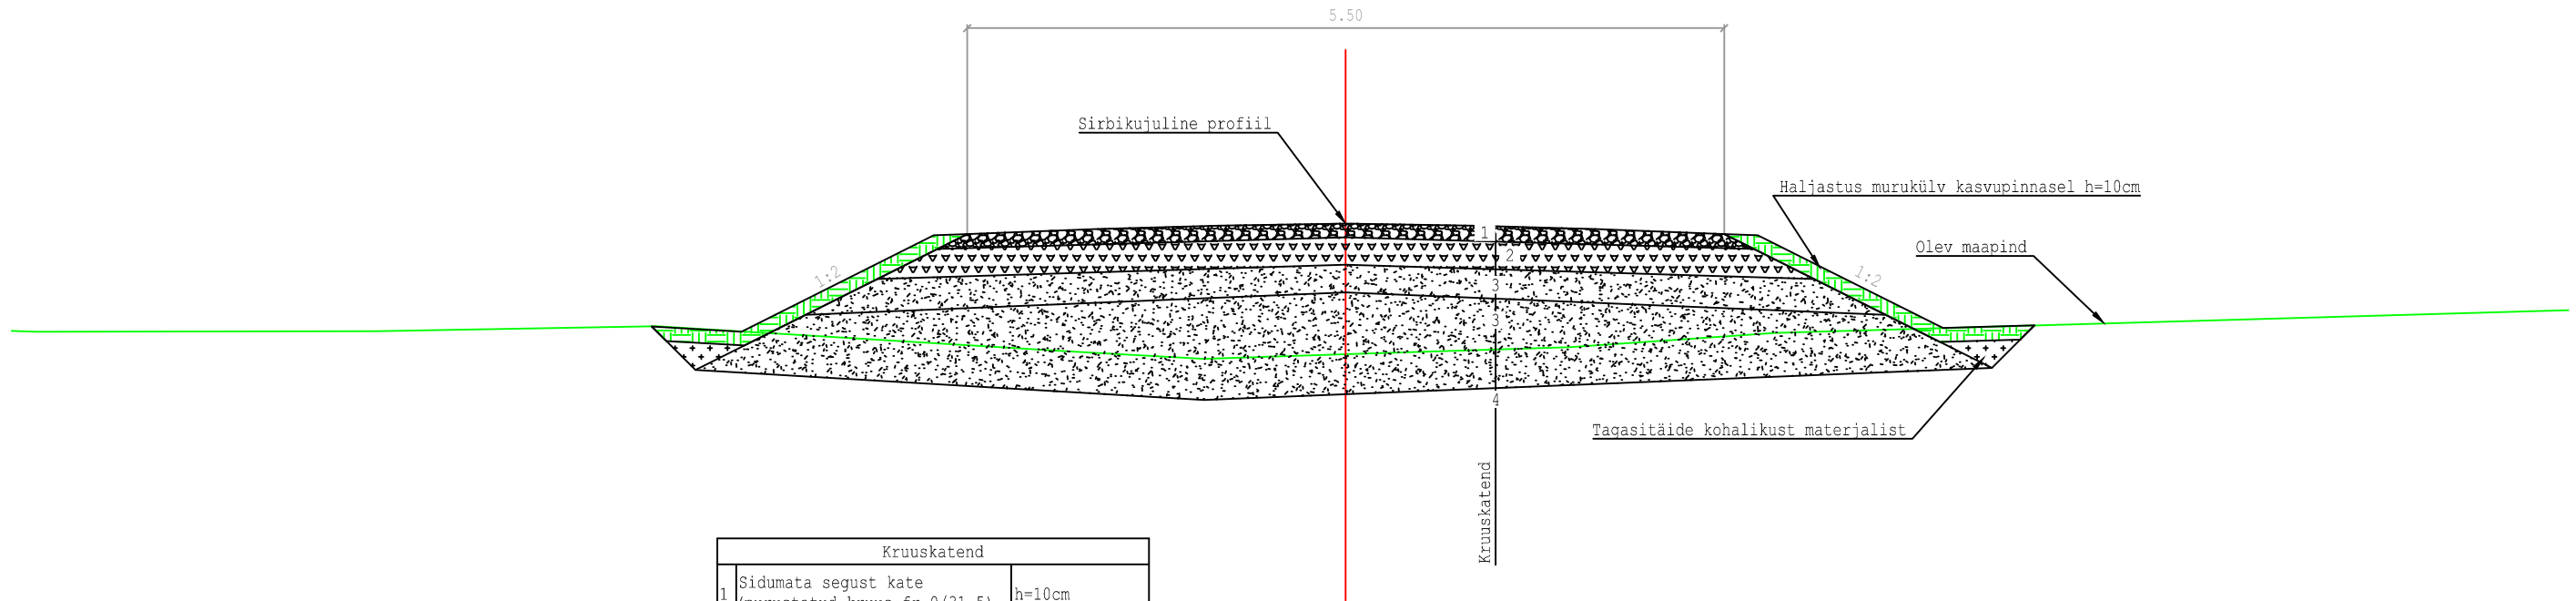 5.50
Sirbikujuline profiil
Haljastus murukülv kasvupinnasel h=10cm
Olev maapind
1:2
1:2
1
2
3
3
4
Tagasitäide kohalikust materjalist
Kruuskatend
Kruuskatend
1 Sidumata segust kate h=10cm